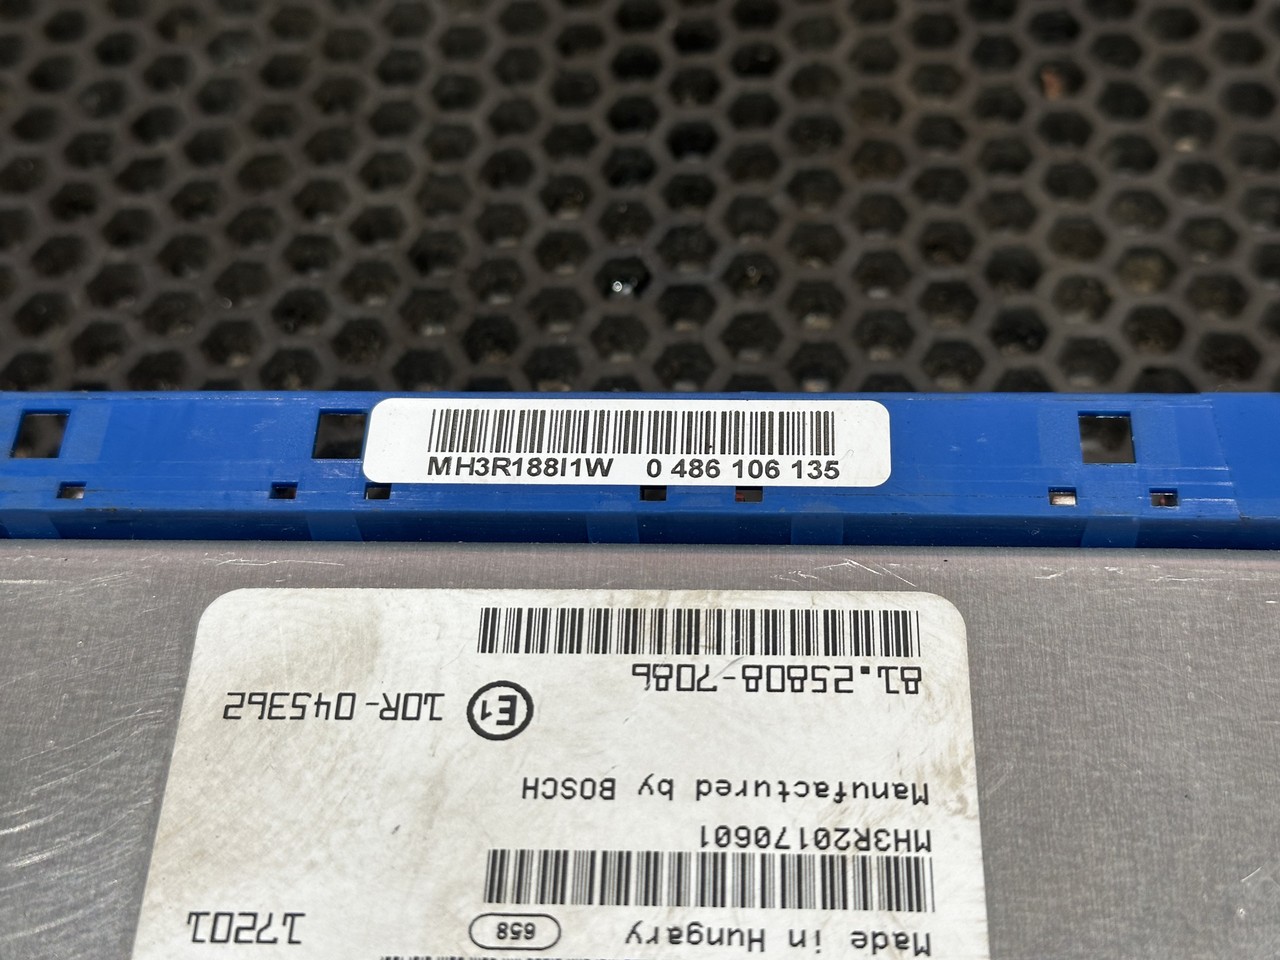 MH3R188I1W 0 486 106 135
81.25808-7086
E1 10R-045362
Manufactured by BOSCH
MH3R20170601
Made in Hungary 658 17201